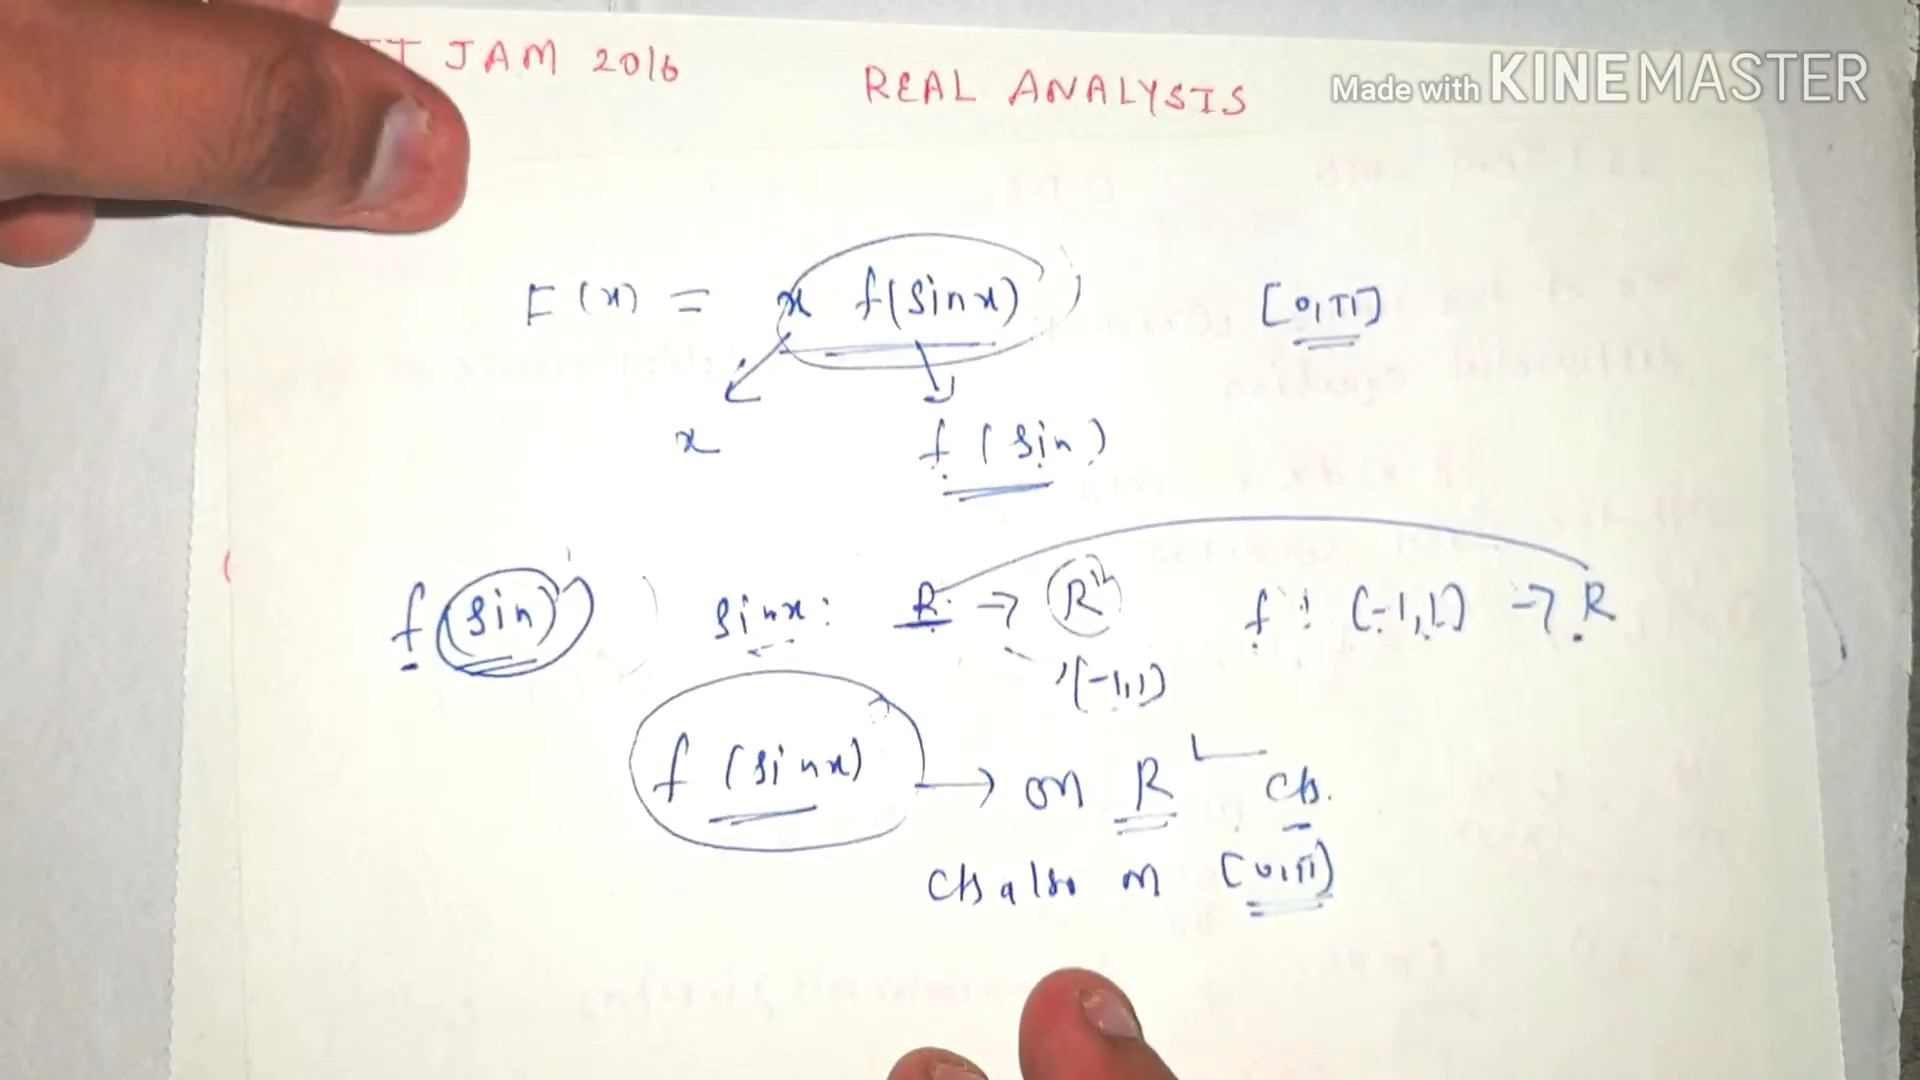 JAM 2016
REAL ANALYSIS
Made with KINEMASTER
F(x) = x f(sinx) [0,π]
x f(sin)
f(sin) sinx: R → R f: [-1,1] → R
[-1,1]
f(sinx) → on R cts.
cts also on [0,π]